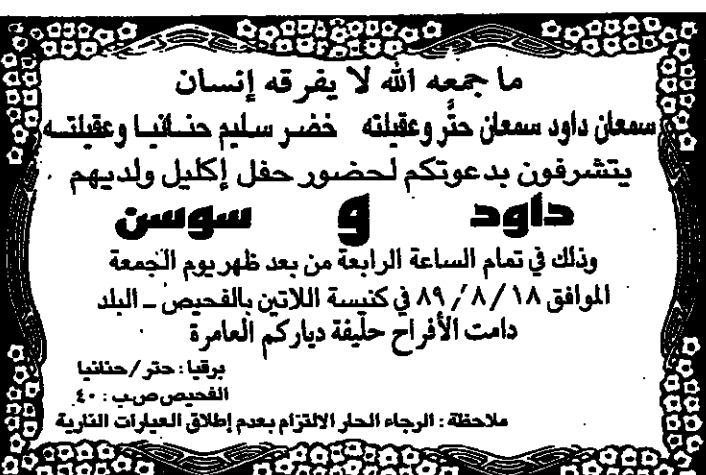 ما جمعه الله لا يفرقه إنسان
سمعان داود سمعان حتَّر وعقيلته خضر سليم حنانيا وعقيلته
يتشرفون بدعوتكم لحضور حفل إكليل ولديهم
داود و سوسن
وذلك في تمام الساعة الرابعة من بعد ظهر يوم الجمعة
الموافق ١٨ / ٨ / ٨٩ في كنيسة اللاتين بالفحيص - البلد
دامت الأفراح حليفة دياركم العامرة
برقيا : حتر / حنانيا
الفحيص ص.ب : ٤٠
ملاحظة : الرجاء الحار الالتزام بعدم إطلاق العيارات النارية